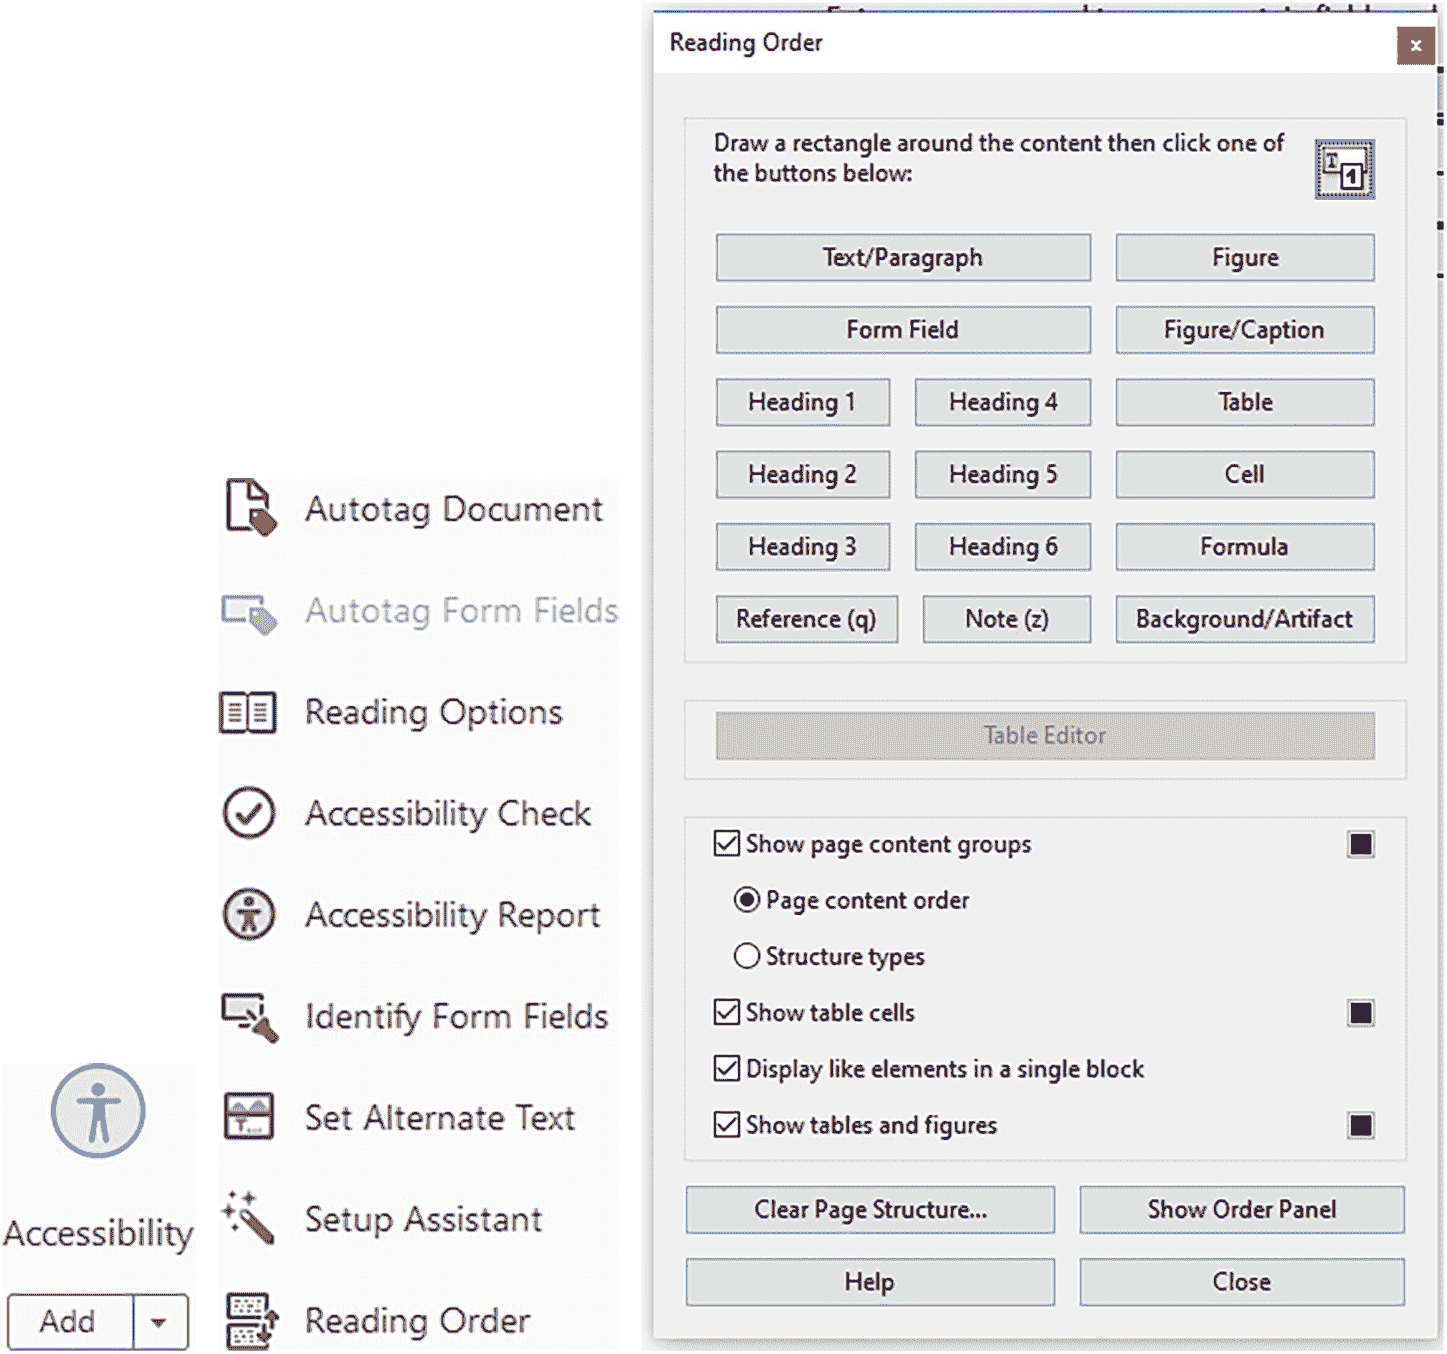 Accessibility
Add
Autotag Document
Autotag Form Fields
Reading Options
Accessibility Check
Accessibility Report
Identify Form Fields
Set Alternate Text
Setup Assistant
Reading Order
Reading Order
x
Draw a rectangle around the content then click one of
the buttons below:
T
1
Text/Paragraph Figure
Form Field Figure/Caption
Heading 1 Heading 4 Table
Heading 2 Heading 5 Cell
Heading 3 Heading 6 Formula
Reference (q) Note (z) Background/Artifact
Table Editor
Show page content groups
Page content order
Structure types
Show table cells
Display like elements in a single block
Show tables and figures
Clear Page Structure... Show Order Panel
Help Close